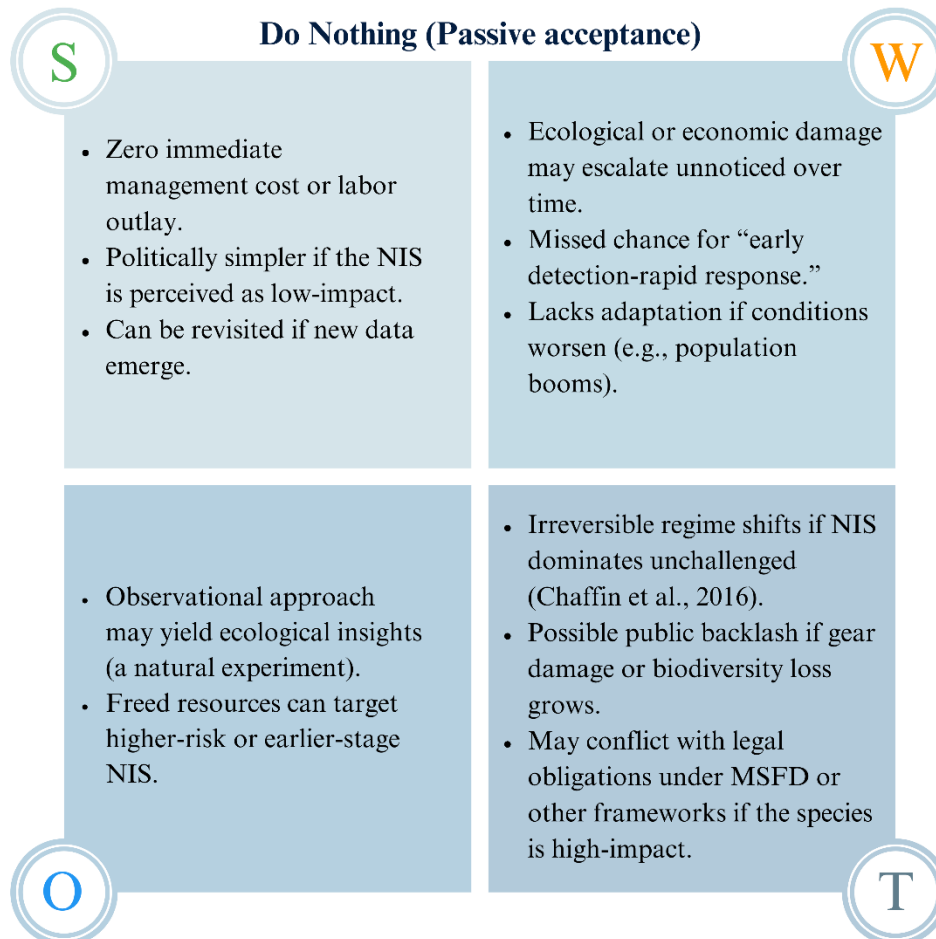 Do Nothing (Passive acceptance)
S
• Zero immediate
management cost or labor
outlay.
• Politically simpler if the NIS
is perceived as low-impact.
• Can be revisited if new data
emerge.
W
• Ecological or economic damage
may escalate unnoticed over
time.
• Missed chance for “early
detection-rapid response.”
• Lacks adaptation if conditions
worsen (e.g., population
booms).
• Observational approach
may yield ecological insights
(a natural experiment).
• Freed resources can target
higher-risk or earlier-stage
NIS.
O
• Irreversible regime shifts if NIS
dominates unchallenged
(Chaffin et al., 2016).
• Possible public backlash if gear
damage or biodiversity loss
grows.
• May conflict with legal
obligations under MSFD or
other frameworks if the species
is high-impact.
T